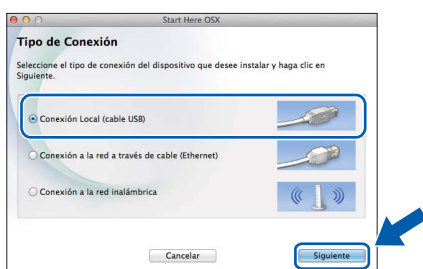 Start Here OSX
Tipo de Conexión
Seleccione el tipo de conexión del dispositivo que desee instalar y haga clic en
Siguiente.
Conexión Local (cable USB)
Conexión a la red a través de cable (Ethernet)
Conexión a la red inalámbrica
Cancelar
Siguiente